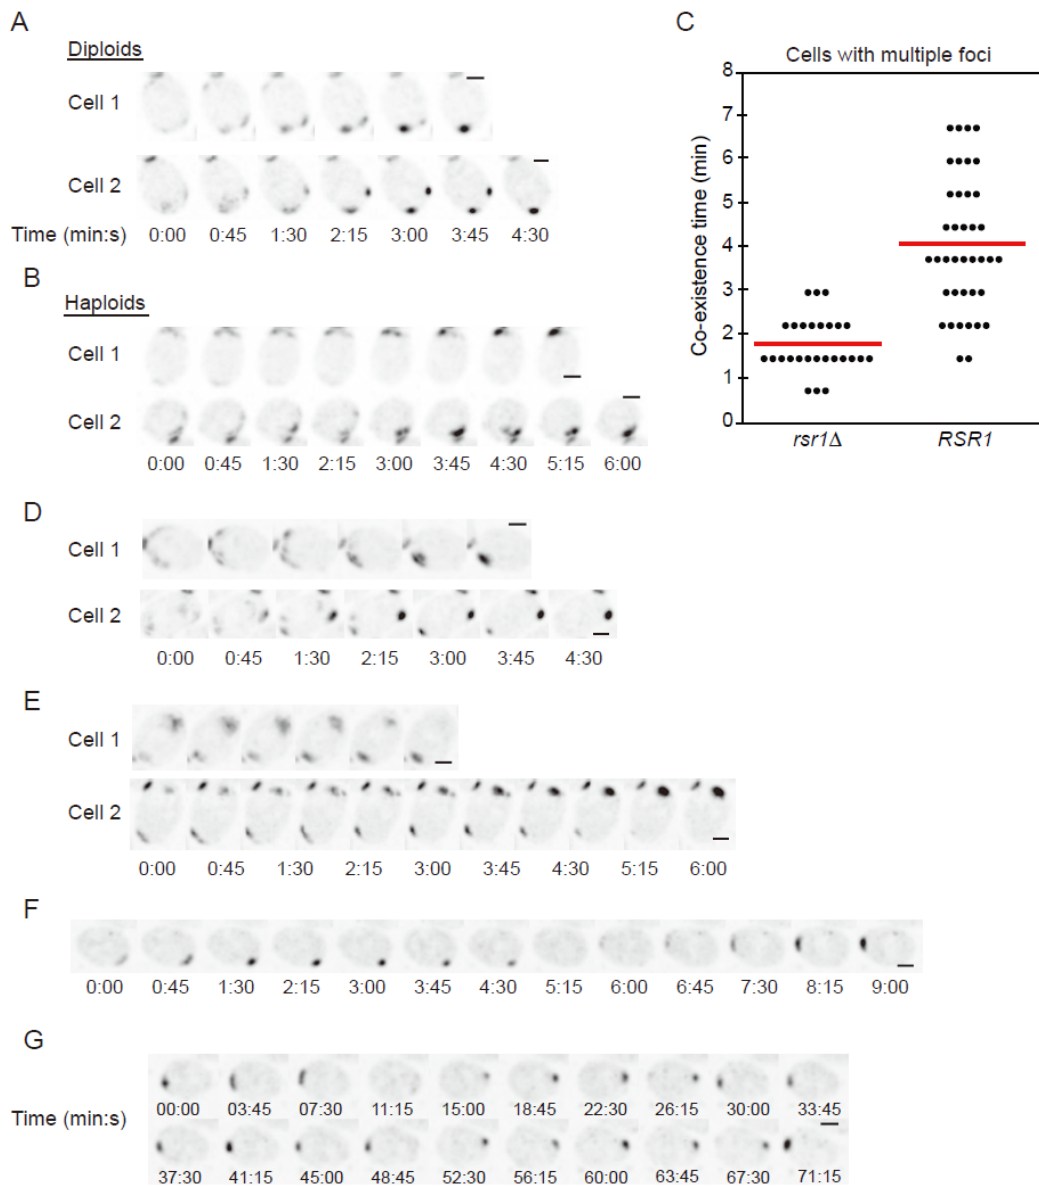 A
Diploids
Cell 1
Cell 2
Time (min:s)
0:00 0:45 1:30 2:15 3:00 3:45 4:30
B
Haploids
Cell 1
Cell 2
0:00 0:45 1:30 2:15 3:00 3:45 4:30 5:15 6:00
C
Cells with multiple foci
Co-existence time (min)
8
7
6
5
4
3
2
1
0
rsr1Δ RSR1
D
Cell 1
Cell 2
0:00 0:45 1:30 2:15 3:00 3:45 4:30
E
Cell 1
Cell 2
0:00 0:45 1:30 2:15 3:00 3:45 4:30 5:15 6:00
F
0:00 0:45 1:30 2:15 3:00 3:45 4:30 5:15 6:00 6:45 7:30 8:15 9:00
G
Time (min:s)
00:00 03:45 07:30 11:15 15:00 18:45 22:30 26:15 30:00 33:45
37:30 41:15 45:00 48:45 52:30 56:15 60:00 63:45 67:30 71:15